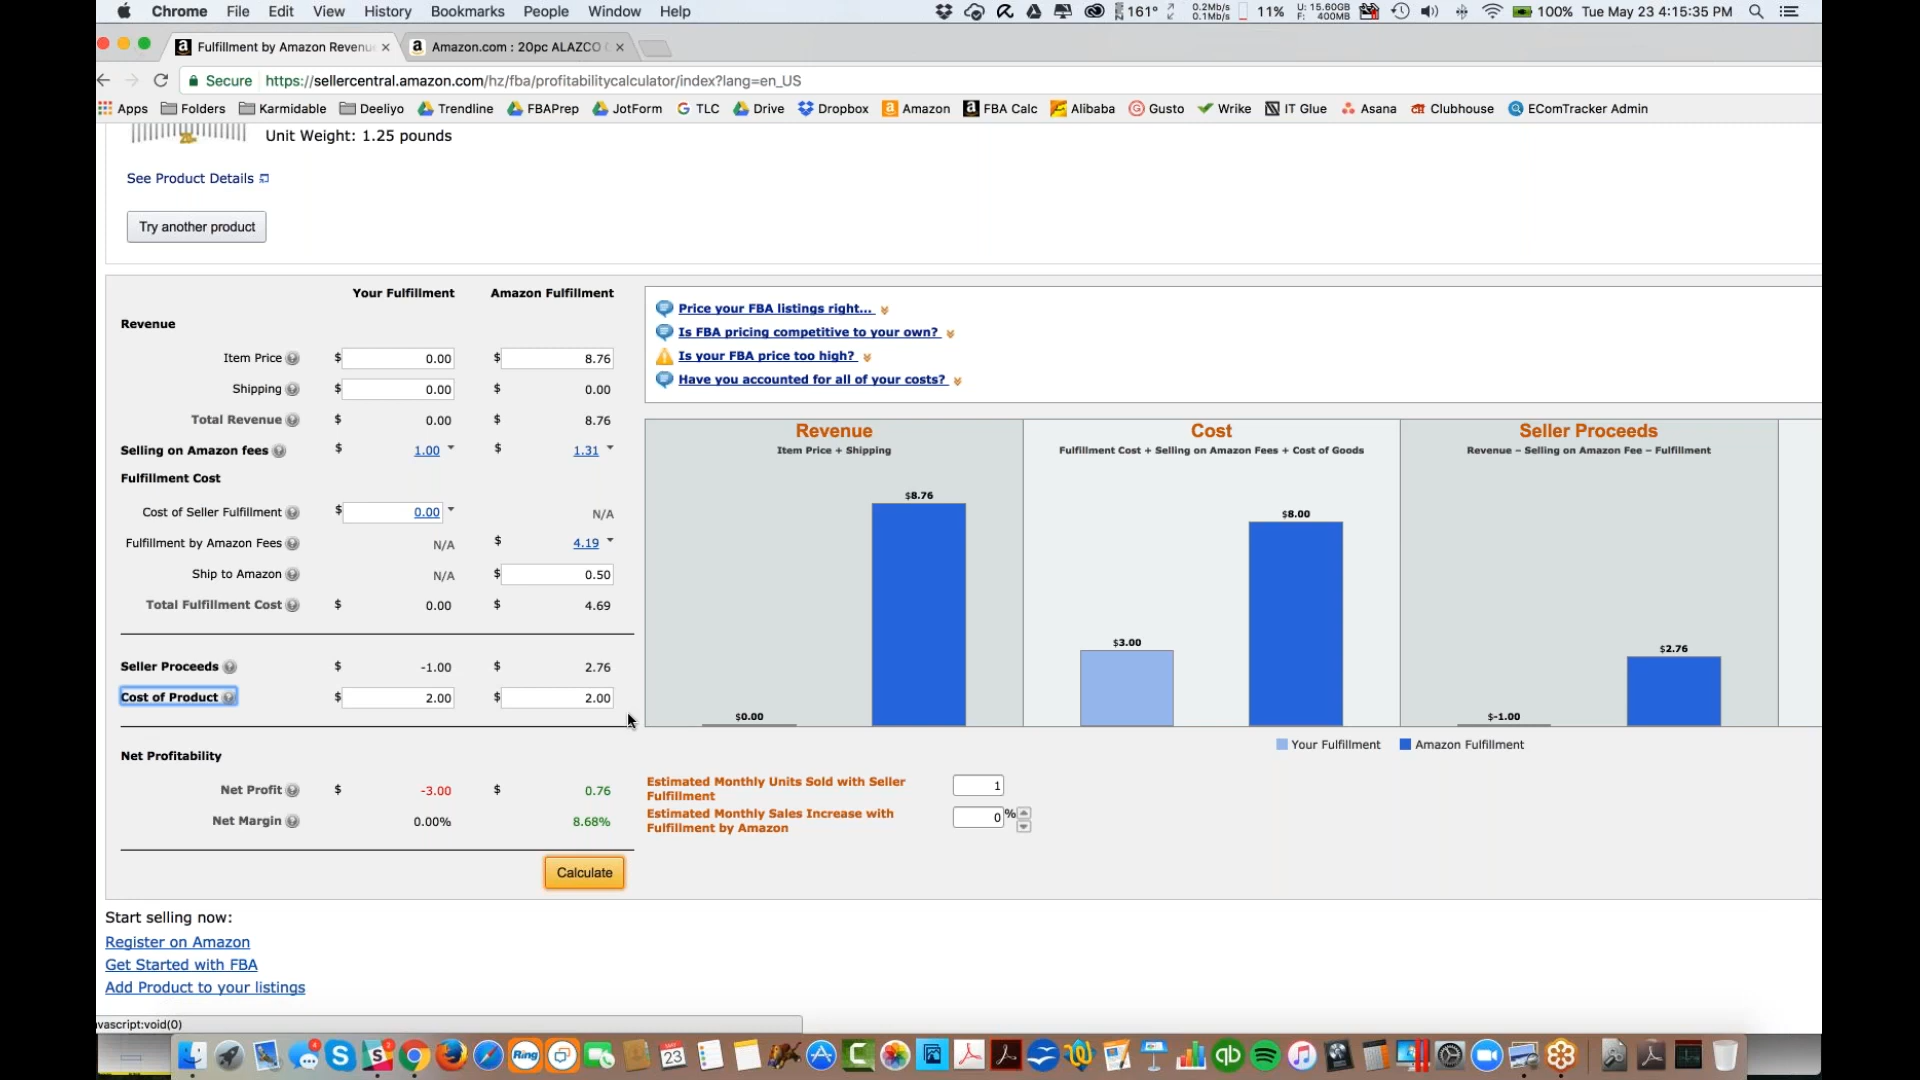 Chrome File Edit View History Bookmarks People Window Help 161° 0.2Mb/s 0.1Mb/s 11% U: 15.60GB F: 400MB 100% Tue May 23 4:15:35 PM
Fulfillment by Amazon Revenu × Amazon.com : 20pc ALAZCO ×
Secure https://sellercentral.amazon.com/hz/fba/profitabilitycalculator/index?lang=en_US
Apps Folders Karmidable Deeliyo Trendline FBAPrep JotForm TLC Drive Dropbox Amazon FBA Calc Alibaba Gusto Wrike IT Glue Asana Clubhouse EComTracker Admin
Unit Weight: 1.25 pounds
See Product Details
Try another product
Your Fulfillment Amazon Fulfillment
Revenue
Item Price $ 0.00 $ 8.76
Shipping $ 0.00 $ 0.00
Total Revenue $ 0.00 $ 8.76
Selling on Amazon fees $ 1.00 $ 1.31
Fulfillment Cost
Cost of Seller Fulfillment $ 0.00 N/A
Fulfillment by Amazon Fees N/A $ 4.19
Ship to Amazon N/A $ 0.50
Total Fulfillment Cost $ 0.00 $ 4.69
Seller Proceeds $ -1.00 $ 2.76
Cost of Product $ 2.00 $ 2.00
Net Profitability
Net Profit $ -3.00 $ 0.76
Net Margin 0.00% 8.68%
Calculate
Price your FBA listings right...
Is FBA pricing competitive to your own?
Is your FBA price too high?
Have you accounted for all of your costs?
Revenue
Item Price + Shipping
$8.76
$0.00
Cost
Fulfillment Cost + Selling on Amazon Fees + Cost of Goods
$8.00
$3.00
Seller Proceeds
Revenue − Selling on Amazon Fee − Fulfillment
$2.76
$-1.00
Your Fulfillment Amazon Fulfillment
Estimated Monthly Units Sold with Seller Fulfillment 1
Estimated Monthly Sales Increase with Fulfillment by Amazon 0 %
Start selling now:
Register on Amazon
Get Started with FBA
Add Product to your listings
avascript:void(0)
Ring
23